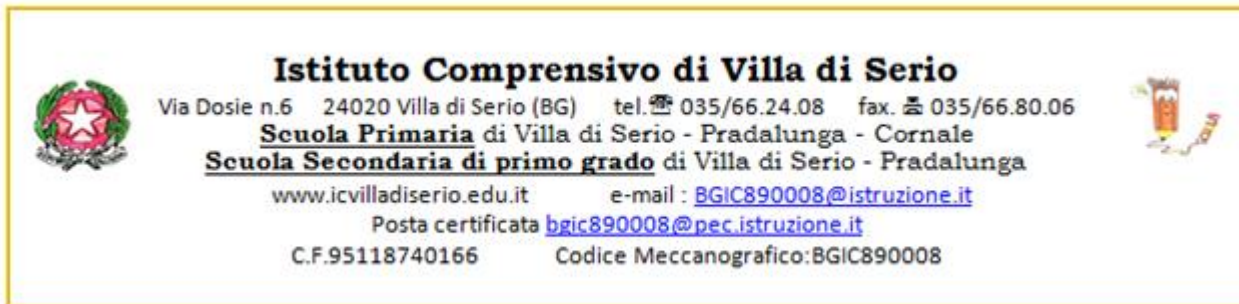 Istituto Comprensivo di Villa di Serio
Via Dosie n.6 24020 Villa di Serio (BG) tel.☎ 035/66.24.08 fax. 035/66.80.06
Scuola Primaria di Villa di Serio - Pradalunga - Cornale
Scuola Secondaria di primo grado di Villa di Serio - Pradalunga
www.icvilladiserio.edu.it e-mail : BGIC890008@istruzione.it
Posta certificata bgic890008@pec.istruzione.it
C.F.95118740166 Codice Meccanografico:BGIC890008